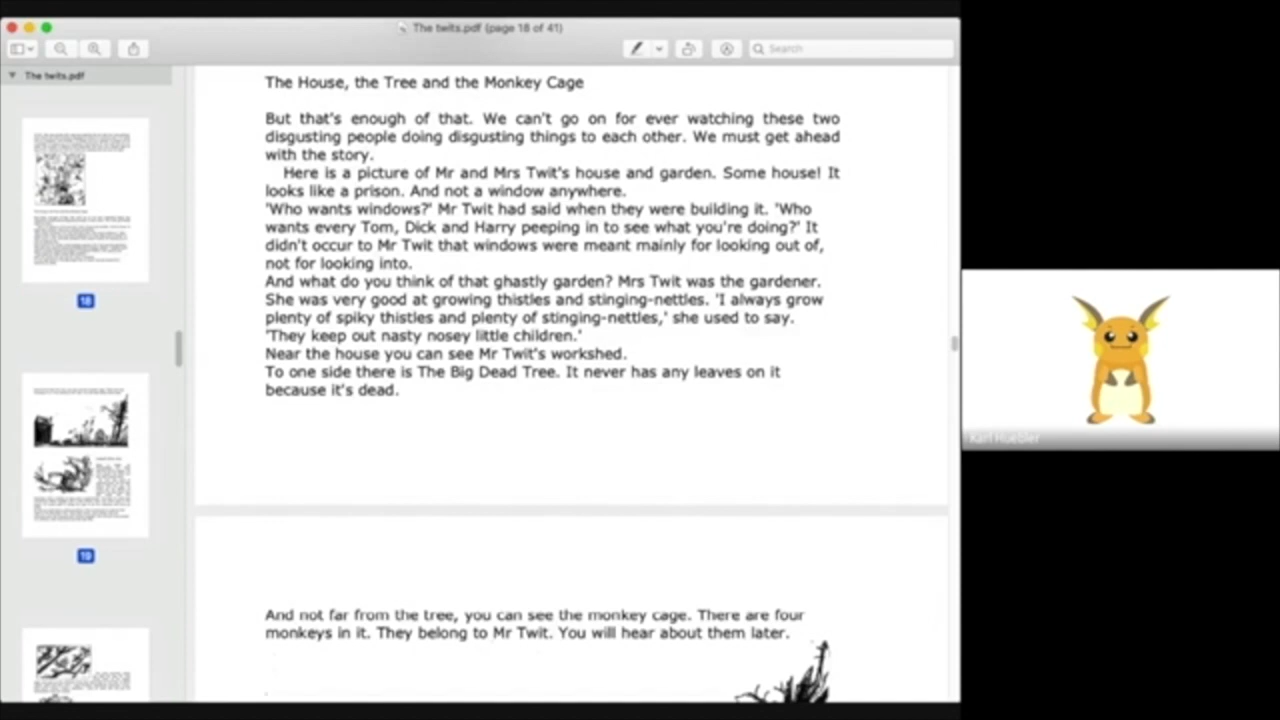 The twits.pdf (page 18 of 41)
Search
The twits.pdf
18
19
The House, the Tree and the Monkey Cage
But that's enough of that. We can't go on for ever watching these two
disgusting people doing disgusting things to each other. We must get ahead
with the story.
Here is a picture of Mr and Mrs Twit's house and garden. Some house! It
looks like a prison. And not a window anywhere.
'Who wants windows?' Mr Twit had said when they were building it. 'Who
wants every Tom, Dick and Harry peeping in to see what you're doing?' It
didn't occur to Mr Twit that windows were meant mainly for looking out of,
not for looking into.
And what do you think of that ghastly garden? Mrs Twit was the gardener.
She was very good at growing thistles and stinging-nettles. 'I always grow
plenty of spiky thistles and plenty of stinging-nettles,' she used to say.
'They keep out nasty nosey little children.'
Near the house you can see Mr Twit's workshed.
To one side there is The Big Dead Tree. It never has any leaves on it
because it's dead.
And not far from the tree, you can see the monkey cage. There are four
monkeys in it. They belong to Mr Twit. You will hear about them later.
Karl Huebler